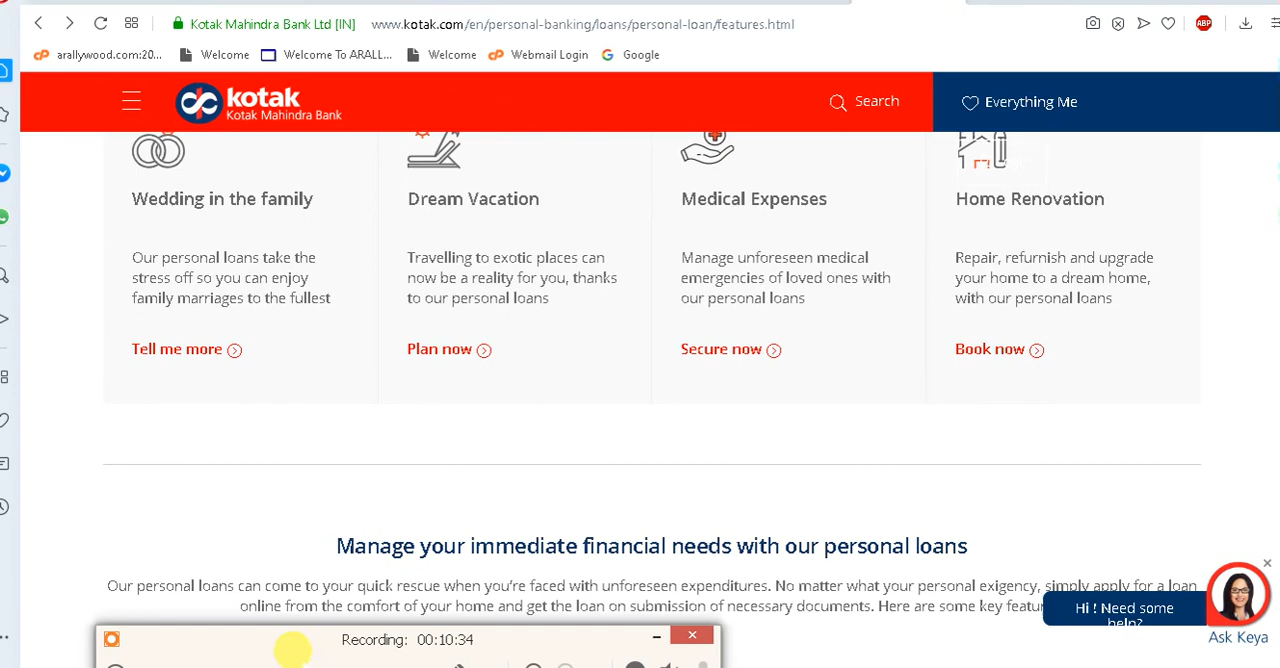 Kotak Mahindra Bank Ltd [IN] www.kotak.com/en/personal-banking/loans/personal-loan/features.html
ABP
arallywood.com:20... Welcome Welcome To ARALL... Welcome Webmail Login Google
kotak
Kotak Mahindra Bank
Search
Everything Me
Wedding in the family
Our personal loans take the
stress off so you can enjoy
family marriages to the fullest
Tell me more
Dream Vacation
Travelling to exotic places can
now be a reality for you, thanks
to our personal loans
Plan now
Medical Expenses
Manage unforeseen medical
emergencies of loved ones with
our personal loans
Secure now
Home Renovation
Repair, refurnish and upgrade
your home to a dream home,
with our personal loans
Book now
Manage your immediate financial needs with our personal loans
Our personal loans can come to your quick rescue when you're faced with unforeseen expenditures. No matter what your personal exigency, simply apply for a loan
online from the comfort of your home and get the loan on submission of necessary documents. Here are some key
Hi ! Need some
help?
Ask Keya
Recording: 00:10:34